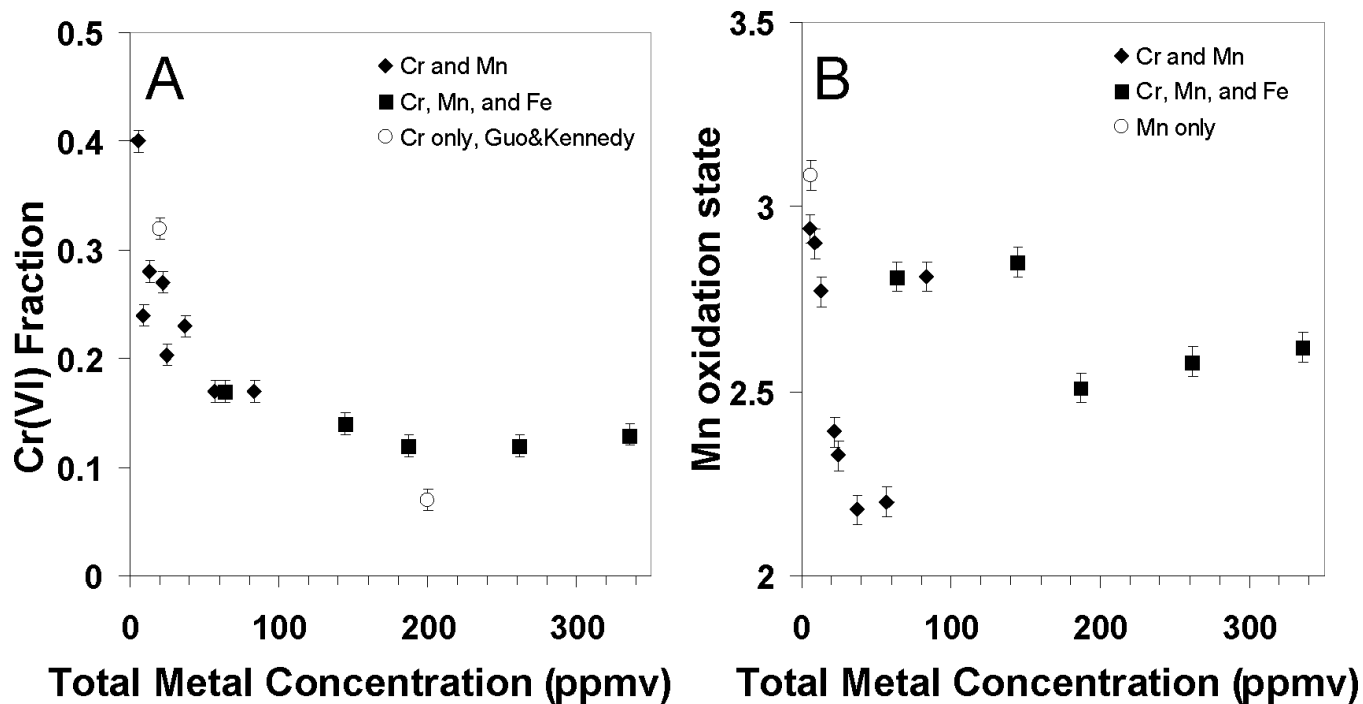 A
Cr(VI) Fraction
0.5
0.4
0.3
0.2
0.1
0
Cr and Mn
Cr, Mn, and Fe
Cr only, Guo&Kennedy
0 100 200 300
Total Metal Concentration (ppmv)
B
Mn oxidation state
3.5
3
2.5
2
Cr and Mn
Cr, Mn, and Fe
Mn only
0 100 200 300
Total Metal Concentration (ppmv)